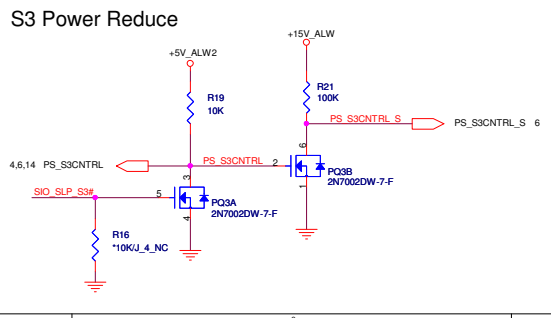 S3 Power Reduce
+15V_ALW
+5V_ALW2
R21
100K
R19
10K
PS_S3CNTRL_S
PS_S3CNTRL_S 6
6
4,6,14 PS_S3CNTRL
PS_S3CNTRL
2
PQ3B
2N7002DW-7-F
3
1
SIO_SLP_S3#
5
PQ3A
2N7002DW-7-F
4
R16
*10K/J_4_NC